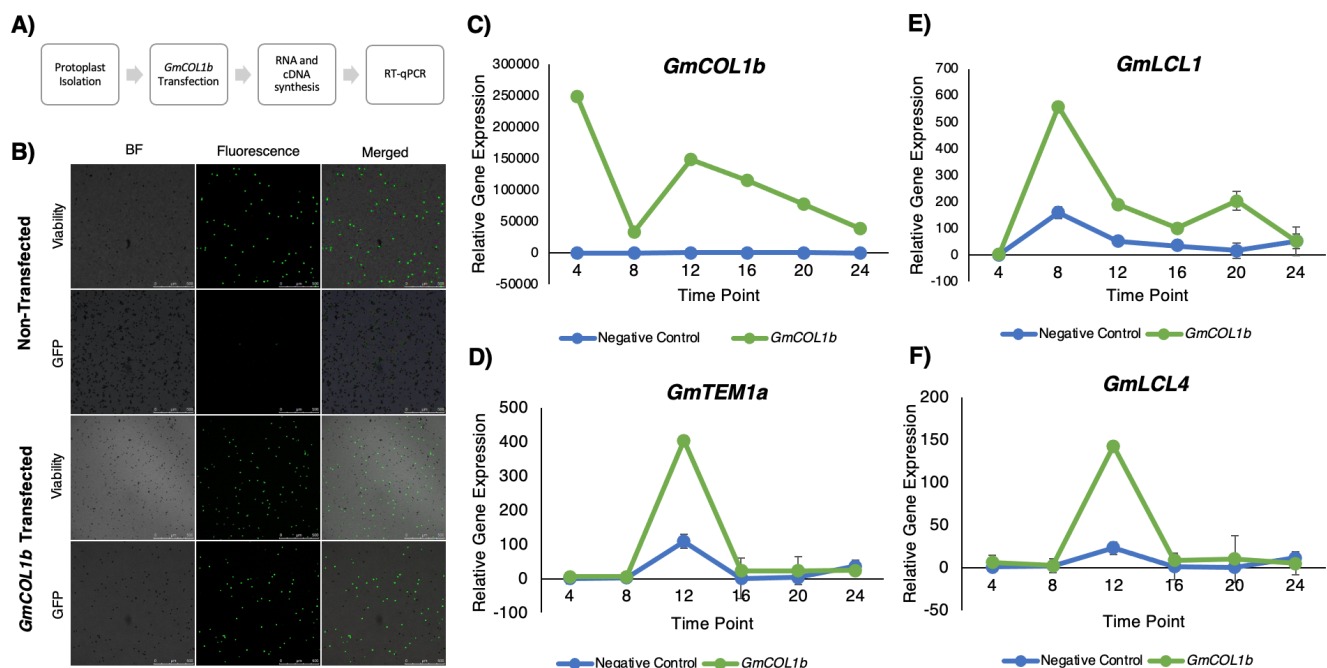 A)
Protoplast
Isolation
GmCOL1b
Transfection
RNA and
cDNA
synthesis
RT-qPCR
B)
BF
Fluorescence
Merged
Non-Transfected
Viability
GFP
GmCOL1b Transfected
Viability
GFP
C)
GmCOL1b
Relative Gene Expression
300000
250000
200000
150000
100000
50000
0
-50000
4 8 12 16 20 24
Time Point
Negative Control GmCOL1b
D)
GmTEM1a
Relative Gene Expression
500
400
300
200
100
0
-100
4 8 12 16 20 24
Time Point
Negative Control GmCOL1b
E)
GmLCL1
Relative Gene Expression
700
600
500
400
300
200
100
0
-100
4 8 12 16 20 24
Time Point
Negative Control GmCOL1b
F)
GmLCL4
Relative Gene Expression
200
150
100
50
0
-50
4 8 12 16 20 24
Time Point
Negative Control GmCOL1b